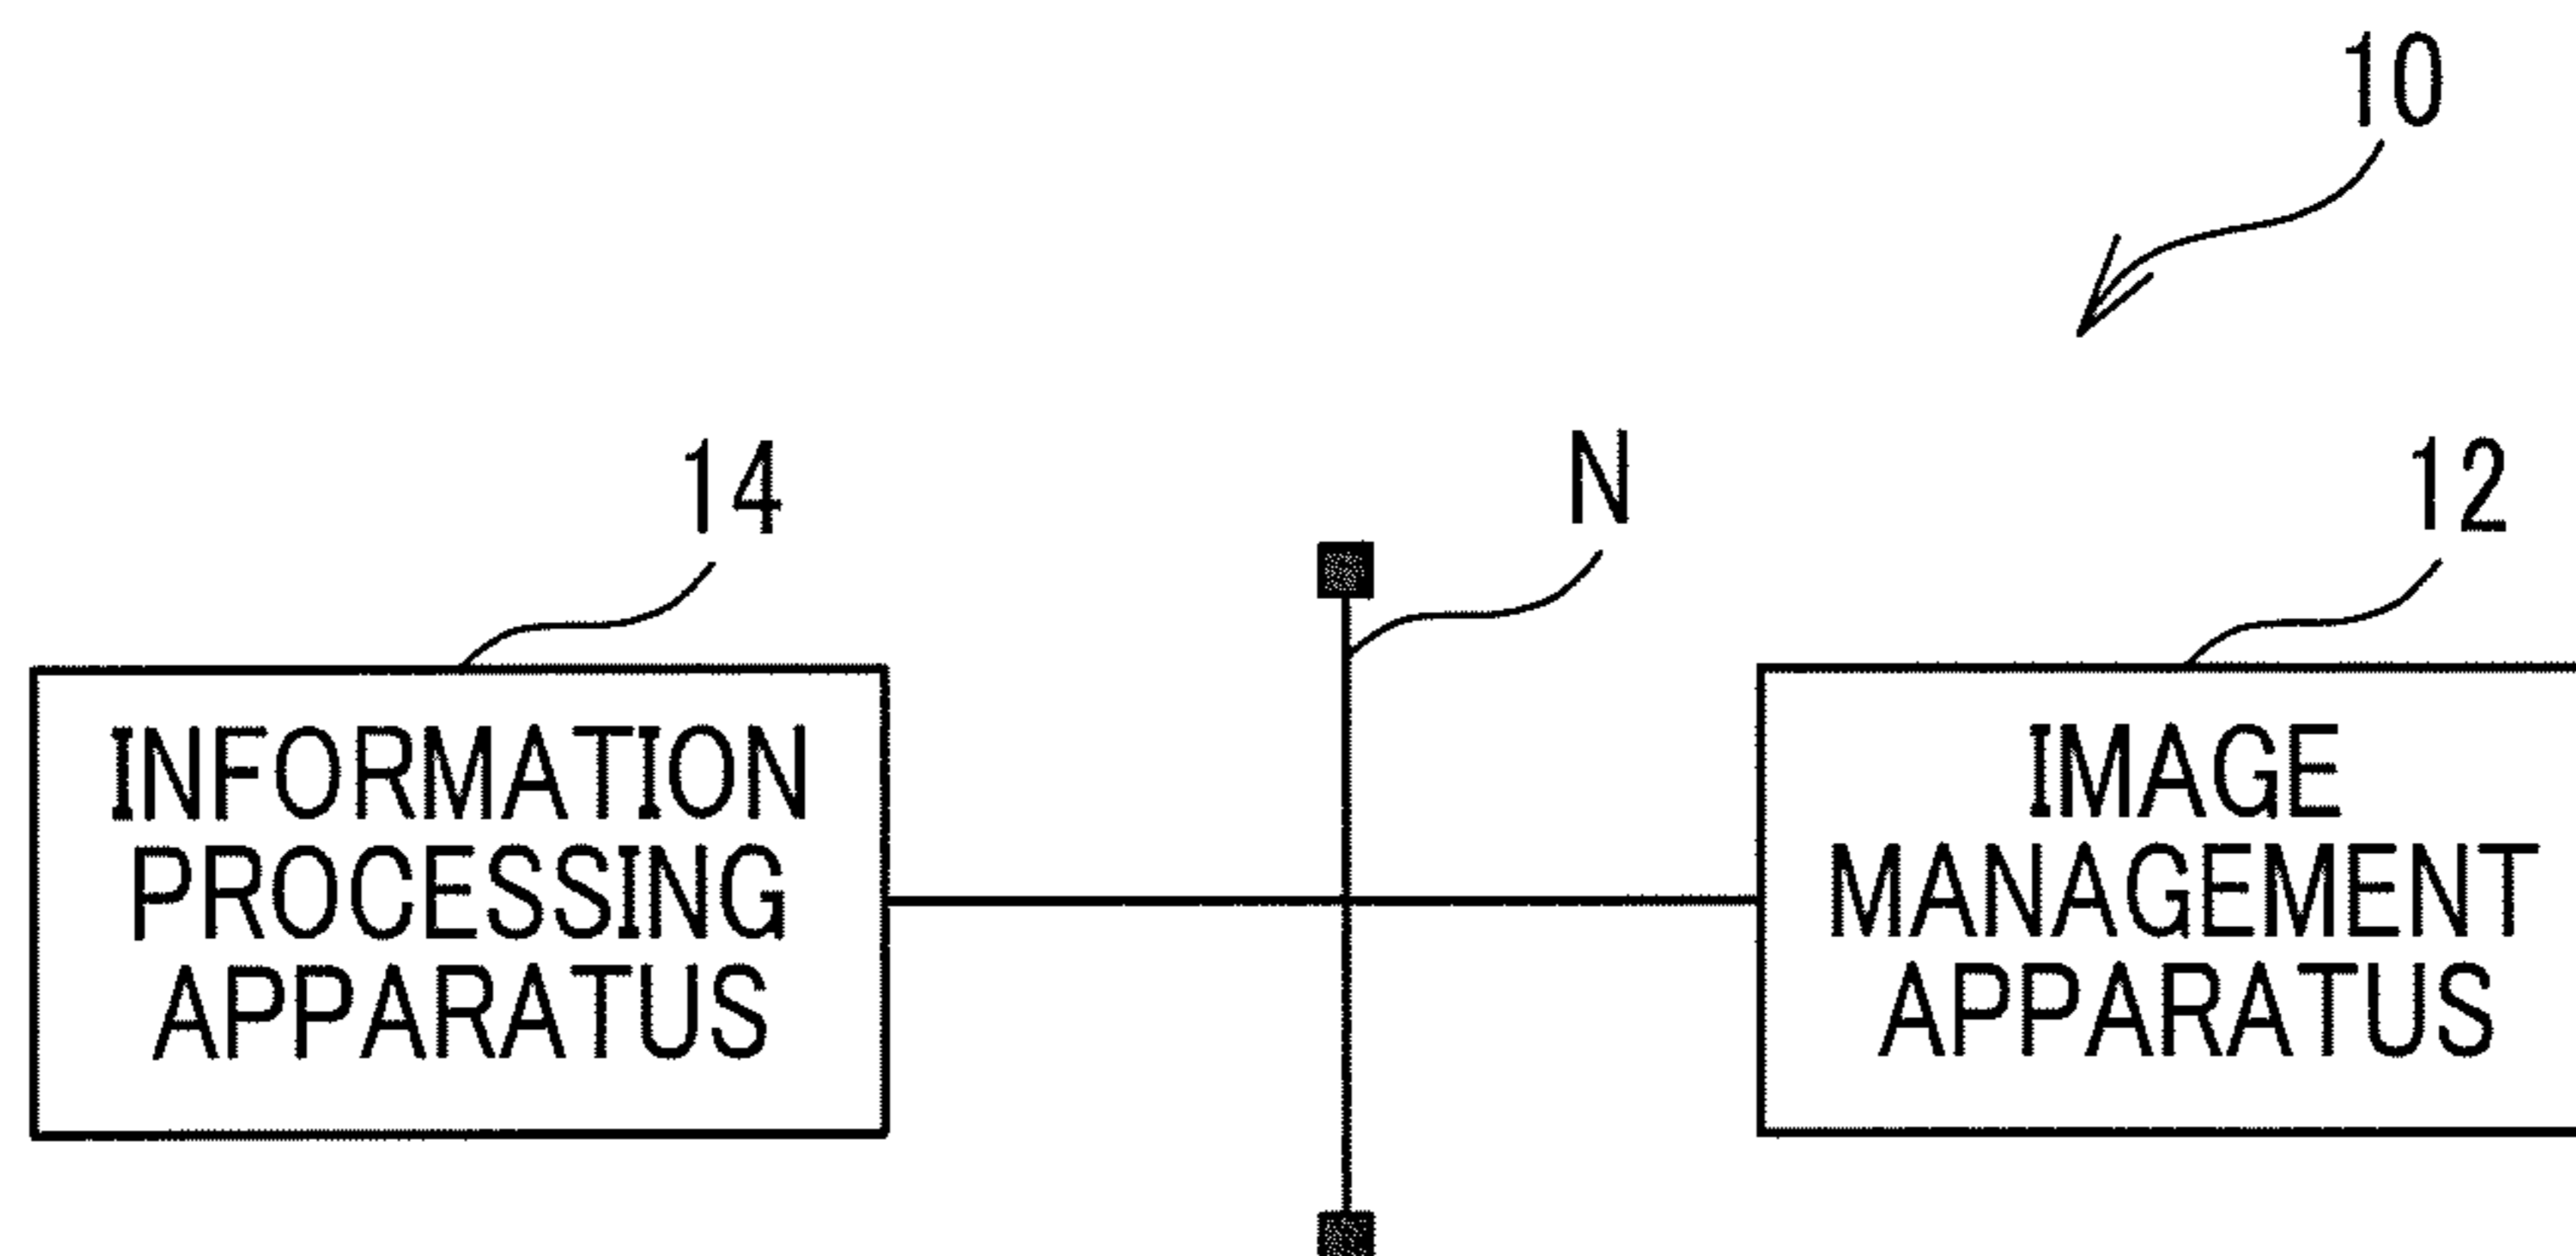 10
14
N
12
INFORMATION
PROCESSING
APPARATUS
IMAGE
MANAGEMENT
APPARATUS